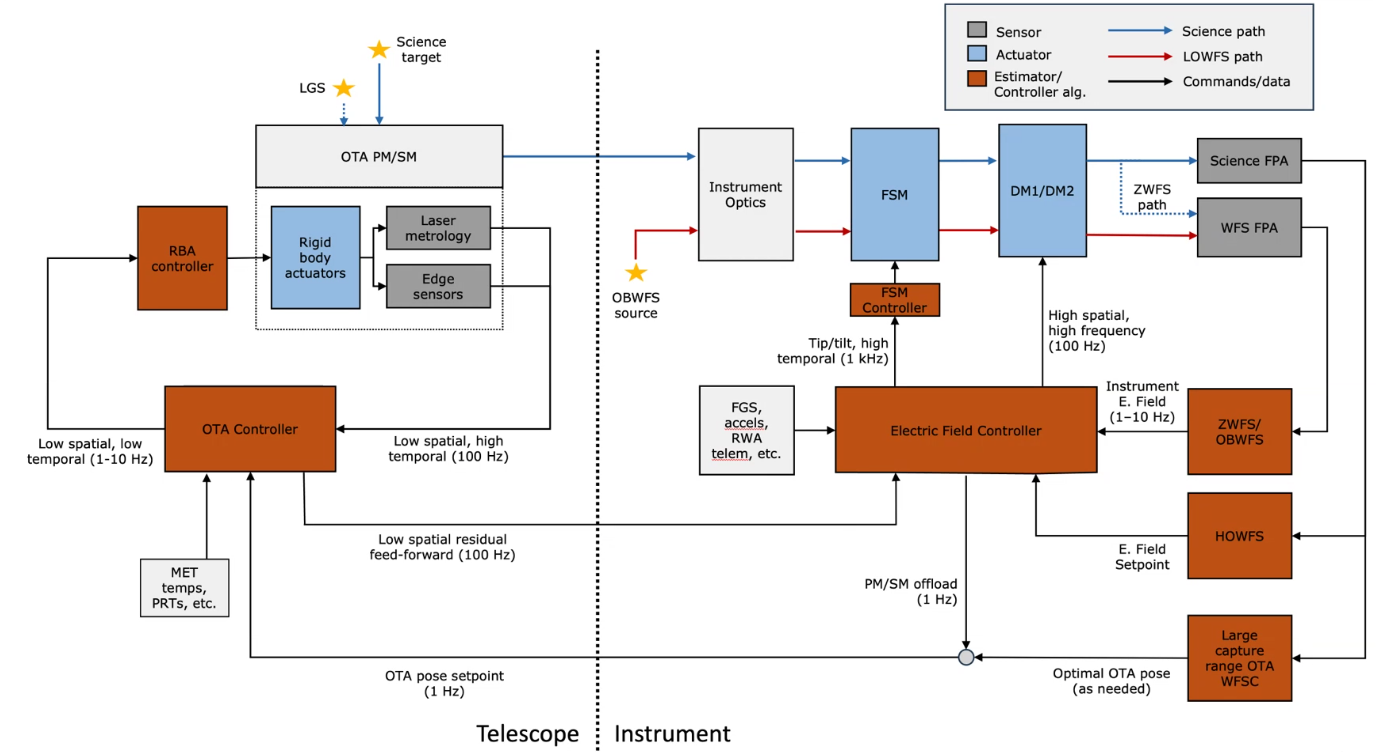 Science
target
LGS
OTA PM/SM
RBA
controller
Rigid
body
actuators
Laser
metrology
Edge
sensors
OTA Controller
Low spatial, low
temporal (1-10 Hz)
Low spatial, high
temporal (100 Hz)
Low spatial residual
feed-forward (100 Hz)
MET
temps,
PRTs, etc.
OTA pose setpoint
(1 Hz)
Telescope
Instrument
Sensor
Actuator
Estimator/
Controller alg.
Science path
LOWFS path
Commands/data
Instrument
Optics
FSM
DM1/DM2
Science FPA
ZWFS
path
WFS FPA
OBWFS
source
FSM
Controller
Tip/tilt, high
temporal (1 kHz)
High spatial,
high frequency
(100 Hz)
FGS,
accels,
RWA
telem, etc.
Electric Field Controller
Instrument
E. Field
(1–10 Hz)
ZWFS/
OBWFS
HOWFS
E. Field
Setpoint
PM/SM offload
(1 Hz)
Optimal OTA pose
(as needed)
Large
capture
range OTA
WFSC